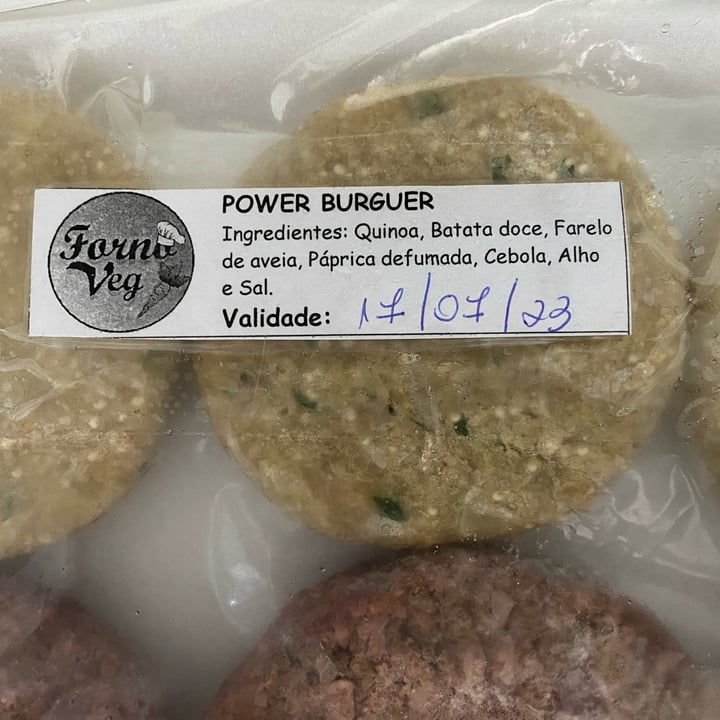 Forno
Veg
POWER BURGUER
Ingredientes: Quinoa, Batata doce, Farelo
de aveia, Páprica defumada, Cebola, Alho
e Sal.
Validade: 17/07/23